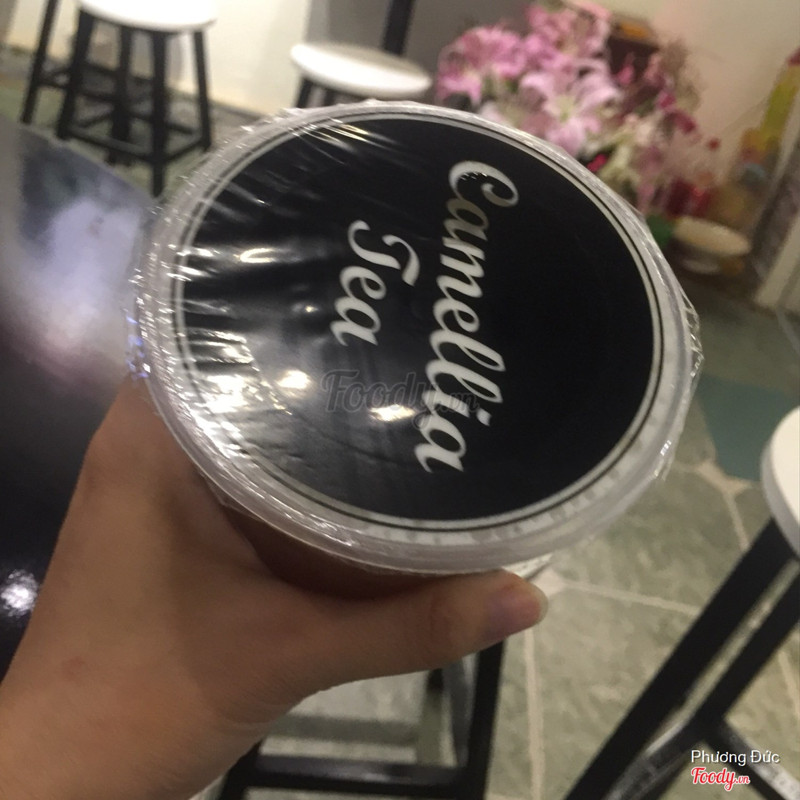 Camellia
Tea
Foody.vn
Phương Đức
Foody.vn